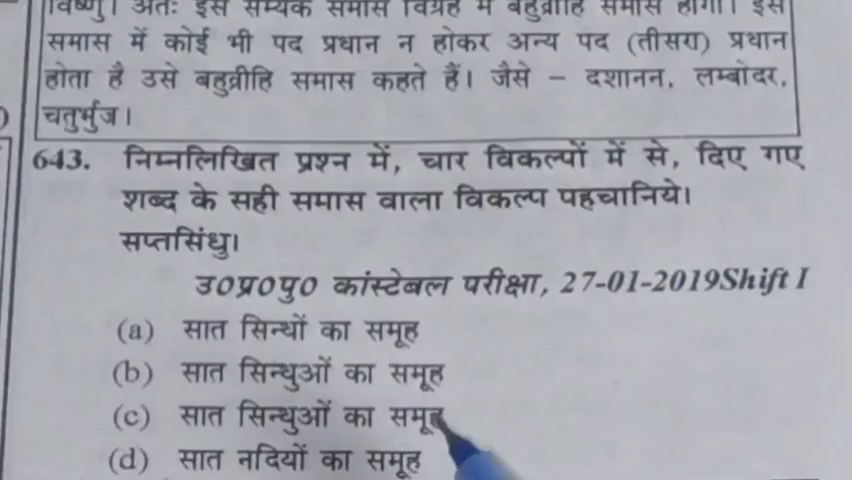 विष्णु। अतः इस सम्यक समास विग्रह में बहुव्रीहि समास होगा। इस
समास में कोई भी पद प्रधान न होकर अन्य पद (तीसरा) प्रधान
होता है उसे बहुव्रीहि समास कहते हैं। जैसे – दशानन, लम्बोदर,
चतुर्भुज।
643. निम्नलिखित प्रश्न में, चार विकल्पों में से, दिए गए
शब्द के सही समास वाला विकल्प पहचानिये।
सप्तसिंधु।
उ0प्र0पु0 कांस्टेबल परीक्षा, 27-01-2019Shift I
(a) सात सिन्धों का समूह
(b) सात सिन्धुओं का समूह
(c) सात सिन्धुओं का समूह
(d) सात नदियों का समूह